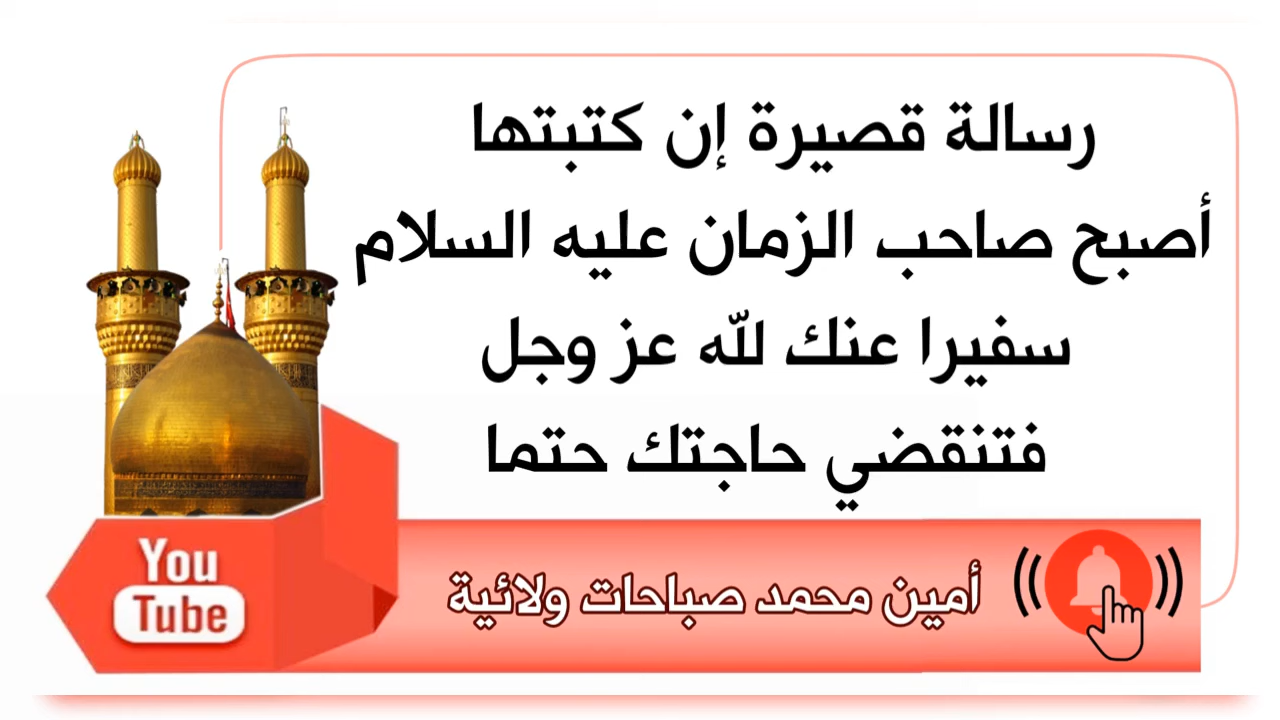 رسالة قصيرة إن كتبتها
أصبح صاحب الزمان عليه السلام
سفيرا عنك لله عز وجل
فتنقضي حاجتك حتما
You
Tube
أمين محمد صباحات ولائية